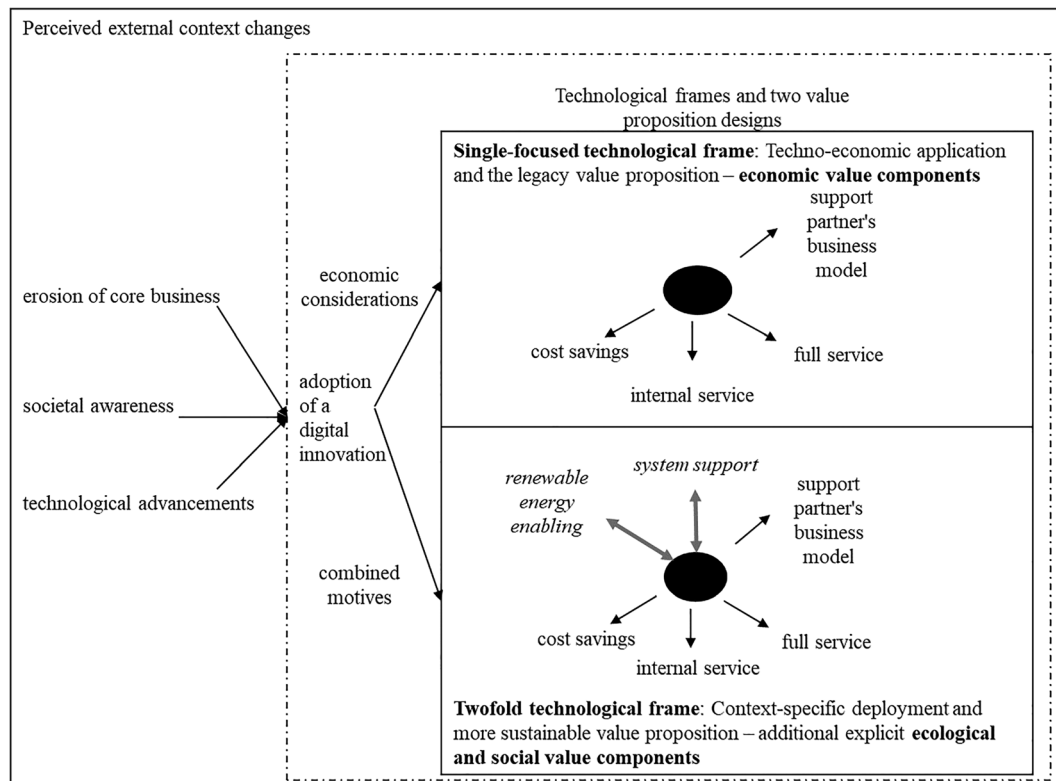 Perceived external context changes
Technological frames and two value
proposition designs
Single-focused technological frame: Techno-economic application
and the legacy value proposition – economic value components
support
partner's
business
model
cost savings
internal service
full service
erosion of core business
societal awareness
technological advancements
economic
considerations
adoption
of a
digital
innovation
combined
motives
renewable
energy
enabling
system support
support
partner's
business
model
cost savings
internal service
full service
Twofold technological frame: Context-specific deployment and
more sustainable value proposition – additional explicit ecological
and social value components